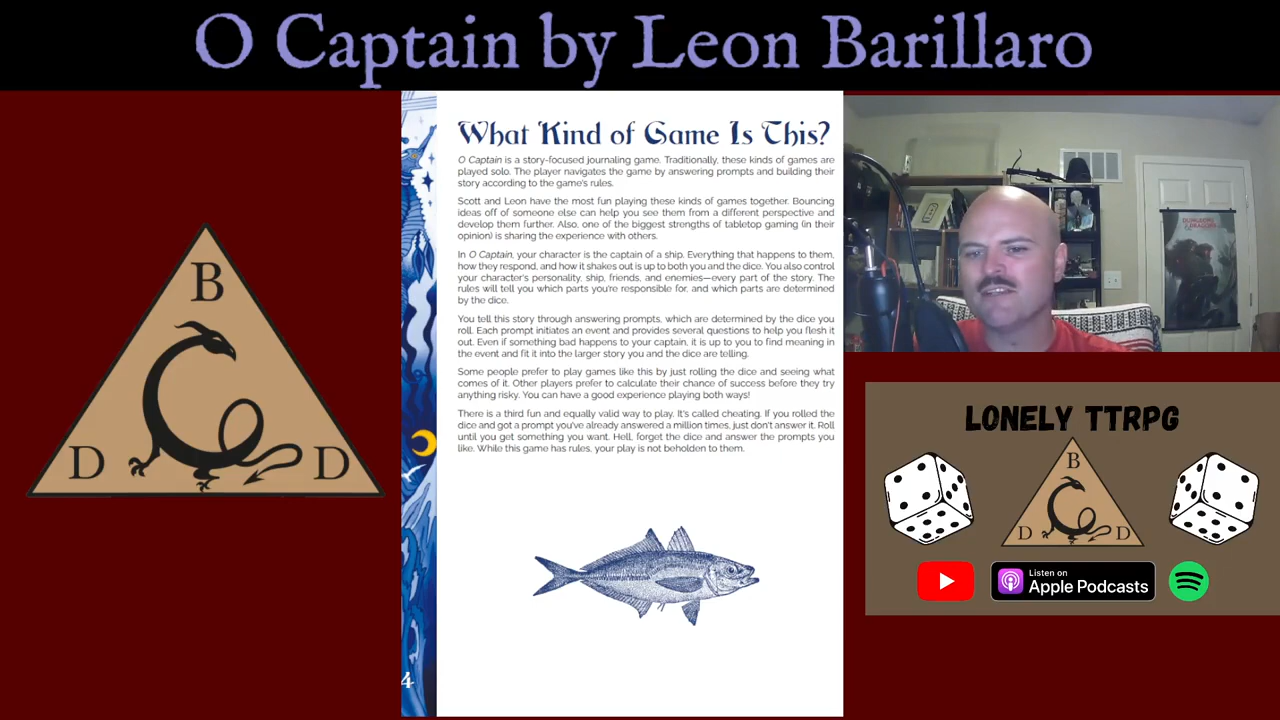 O Captain by Leon Barillaro
What Kind of Game Is This?
O Captain is a story-focused journaling game. Traditionally, these kinds of games are
played solo. The player navigates the game by answering prompts and building their
story according to the game's rules.
Scott and Leon have the most fun playing these kinds of games together. Bouncing
ideas off of someone else can help you see them from a different perspective and
develop them further. Also, one of the biggest strengths of tabletop gaming (in their
opinion) is sharing the experience with others.
In O Captain, your character is the captain of a ship. Everything that happens to them,
how they respond, and how it shakes out is up to both you and the dice. You also control
your character's personality, ship, friends, and enemies—every part of the story. The
rules will tell you which parts you're responsible for, and which parts are determined
by the dice.
You tell this story through answering prompts, which are determined by the dice you
roll. Each prompt initiates an event and provides several questions to help you flesh it
out. Even if something bad happens to your captain, it is up to you to find meaning in
the event and fit it into the larger story you and the dice are telling.
Some people prefer to play games like this by just rolling the dice and seeing what
comes of it. Other players prefer to calculate their chance of success before they try
anything risky. You can have a good experience playing both ways!
There is a third fun and equally valid way to play. It's called cheating. If you rolled the
dice and got a prompt you've already answered a million times, just don't answer it. Roll
until you get something you want. Hell, forget the dice and answer the prompts you
like. While this game has rules, your play is not beholden to them.
4
B
D D
LONELY TTRPG
B
D D
Listen on
Apple Podcasts